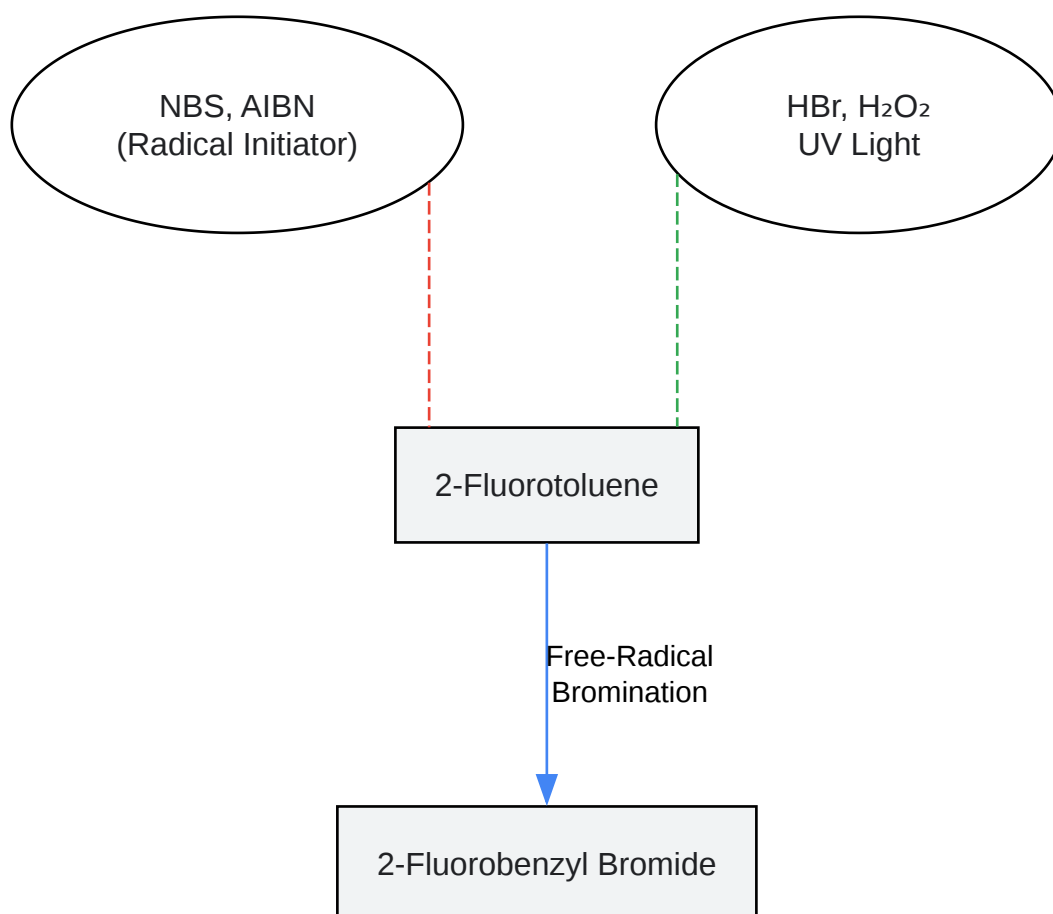 NBS, AIBN
(Radical Initiator)
HBr, H₂O₂
UV Light
2-Fluorotoluene
Free-Radical
Bromination
2-Fluorobenzyl Bromide